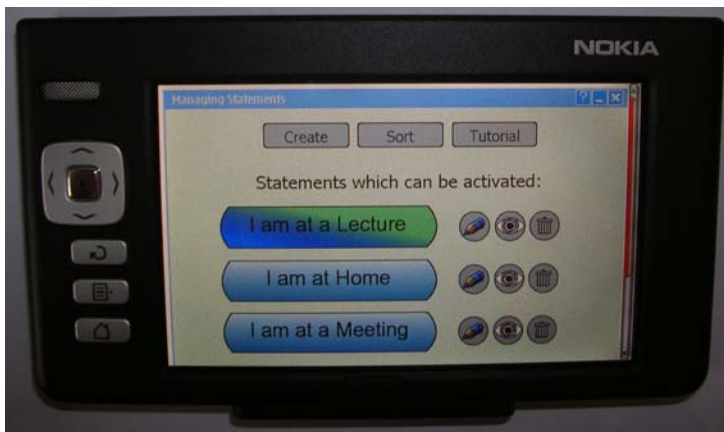 NOKIA
Managing Statements
Create Sort Tutorial
Statements which can be activated:
I am at a Lecture
I am at Home
I am at a Meeting